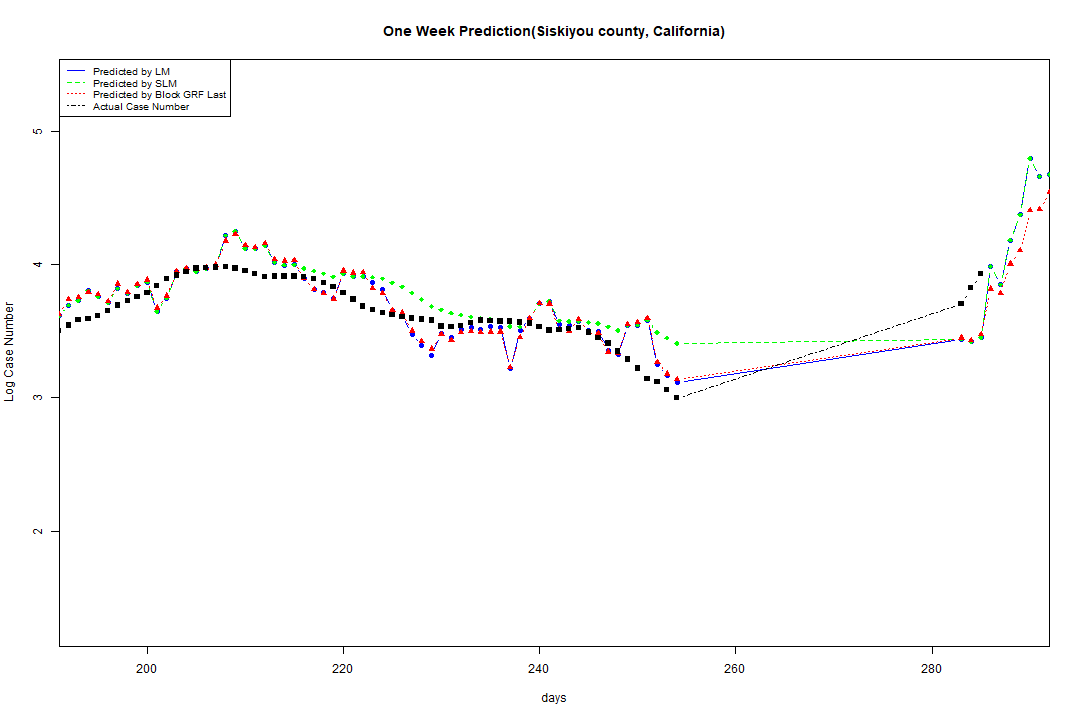 One Week Prediction(Siskiyou county, California)
Predicted by LM
Predicted by SLM
Predicted by Block GRF Last
Actual Case Number
5
4
3
2
Log Case Number
200 220 240 260 280
days